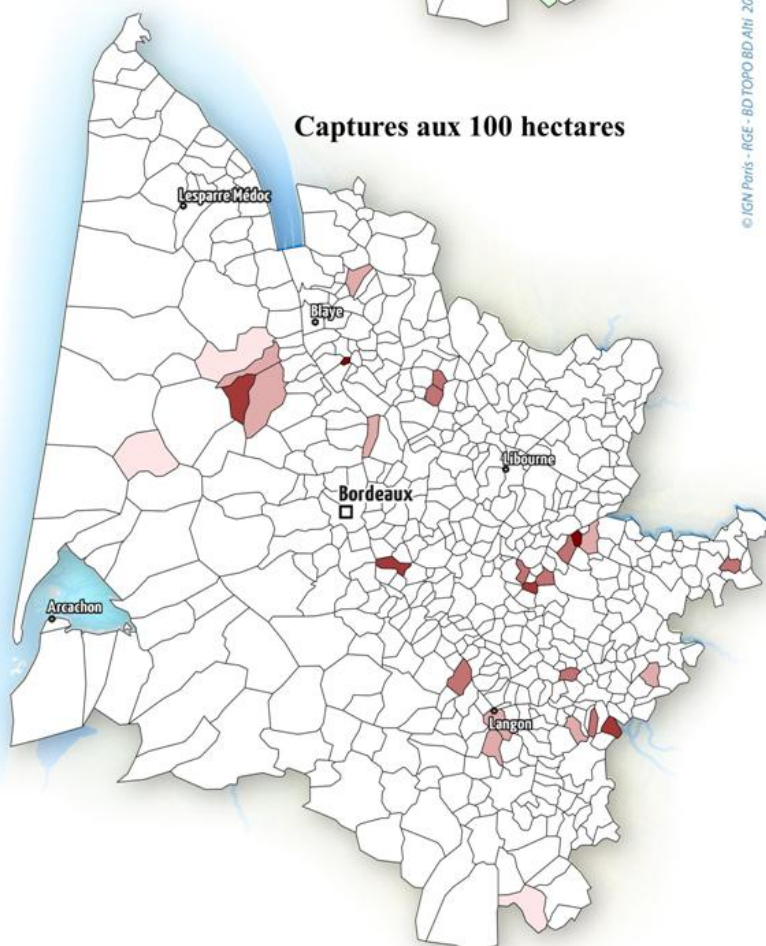 Captures aux 100 hectares
© IGN Paris - RGE - BD TOPO BD Alti
Lesparre Médoc
Blaye
Libourne
Bordeaux
Arcachon
Langon